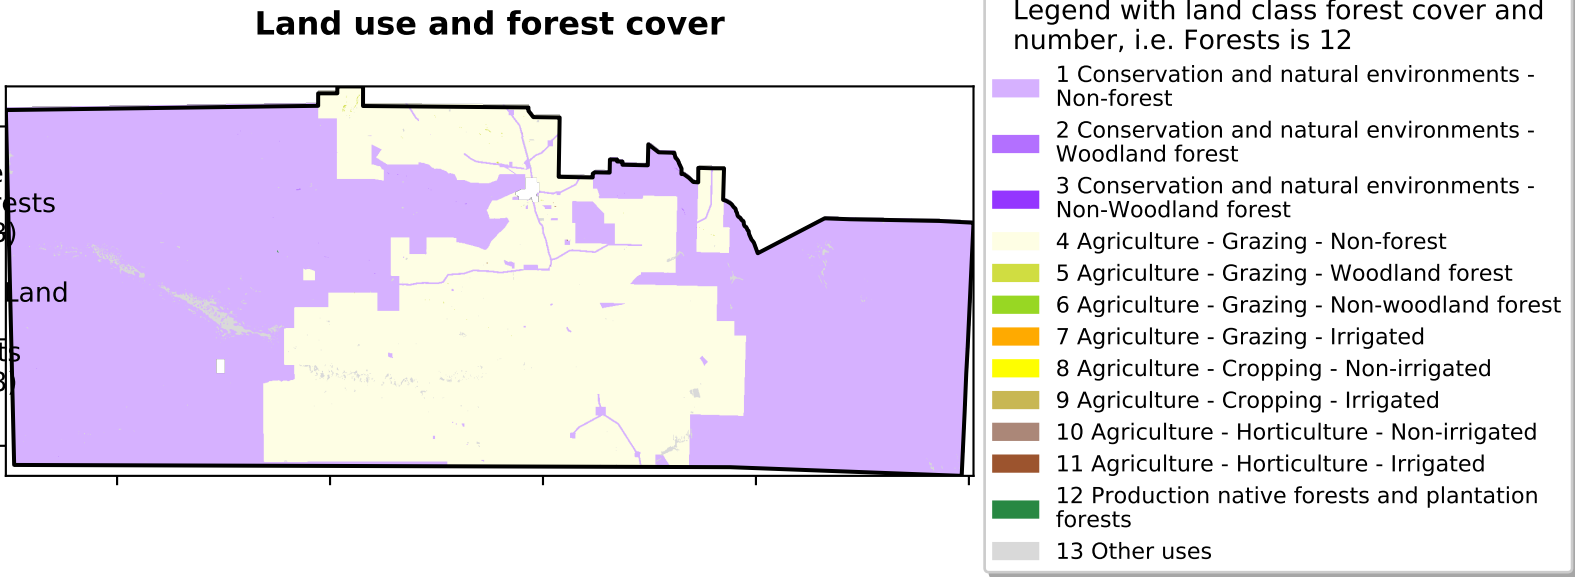 Land use and forest cover
Legend with land class forest cover and
number, i.e. Forests is 12
1 Conservation and natural environments -
Non-forest
2 Conservation and natural environments -
Woodland forest
3 Conservation and natural environments -
Non-Woodland forest
4 Agriculture - Grazing - Non-forest
5 Agriculture - Grazing - Woodland forest
6 Agriculture - Grazing - Non-woodland forest
7 Agriculture - Grazing - Irrigated
8 Agriculture - Cropping - Non-irrigated
9 Agriculture - Cropping - Irrigated
10 Agriculture - Horticulture - Non-irrigated
11 Agriculture - Horticulture - Irrigated
12 Production native forests and plantation
forests
13 Other uses
ests
Land
ts